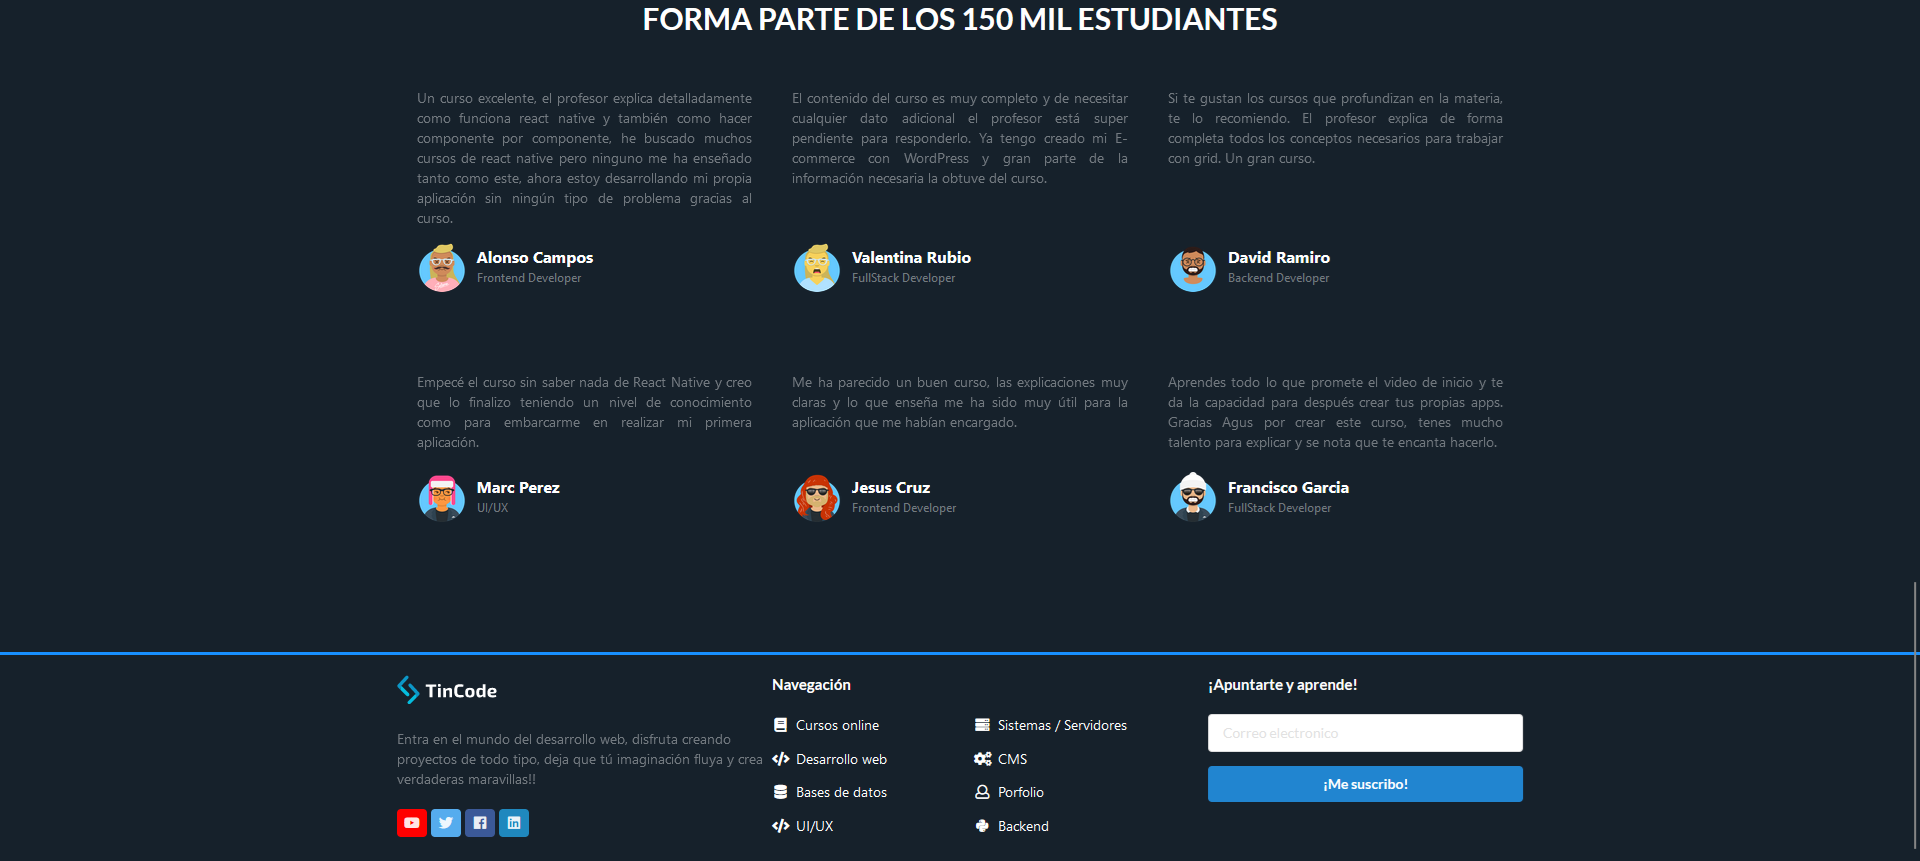 FORMA PARTE DE LOS 150 MIL ESTUDIANTES
Un curso excelente, el profesor explica detalladamente
como funciona react native y también como hacer
componente por componente, he buscado muchos
cursos de react native pero ninguno me ha enseñado
tanto como este, ahora estoy desarrollando mi propia
aplicación sin ningún tipo de problema gracias al
curso.
Alonso Campos
Frontend Developer
El contenido del curso es muy completo y de necesitar
cualquier dato adicional el profesor está super
pendiente para responderlo. Ya tengo creado mi E-
commerce con WordPress y gran parte de la
información necesaria la obtuve del curso.
Valentina Rubio
FullStack Developer
Si te gustan los cursos que profundizan en la materia,
te lo recomiendo. El profesor explica de forma
completa todos los conceptos necesarios para trabajar
con grid. Un gran curso.
David Ramiro
Backend Developer
Empecé el curso sin saber nada de React Native y creo
que lo finalizo teniendo un nivel de conocimiento
como para embarcarme en realizar mi primera
aplicación.
Marc Perez
UI/UX
Me ha parecido un buen curso, las explicaciones muy
claras y lo que enseña me ha sido muy útil para la
aplicación que me habían encargado.
Jesus Cruz
Frontend Developer
Aprendes todo lo que promete el video de inicio y te
da la capacidad para después crear tus propias apps.
Gracias Agus por crear este curso, tenes mucho
talento para explicar y se nota que te encanta hacerlo.
Francisco Garcia
FullStack Developer
TinCode
Entra en el mundo del desarrollo web, disfruta creando
proyectos de todo tipo, deja que tú imaginación fluya y crea
verdaderas maravillas!!
Navegación
Cursos online
Desarrollo web
Bases de datos
UI/UX
Sistemas / Servidores
CMS
Porfolio
Backend
¡Apuntarte y aprende!
Correo electronico
¡Me suscribo!